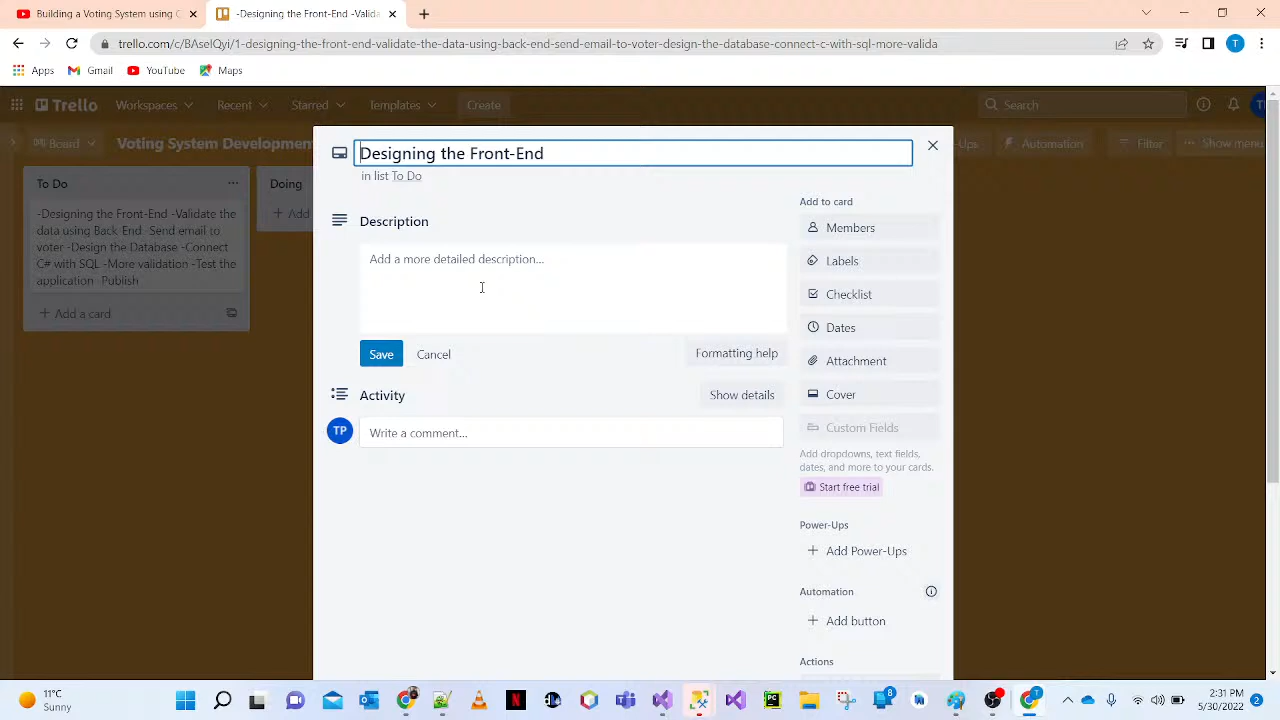 Building a Voting System using C
-Designing the Front-End -Valida
trello.com/c/BAseIQyi/1-designing-the-front-end-validate-the-data-using-back-end-send-email-to-voter-design-the-database-connect-c-with-sql-more-valida
T
Apps
Gmail
YouTube
Maps
Trello
Workspaces
Recent
Starred
Templates
Create
Search
Board
Voting System Developmen
-Ups
Automation
Filter
Show menu
To Do
-Designing the Front-End -Validate the
data using Back End -Send email to
voter -Design the Database -Connect
C# with SQL -More validation -Test the
application -Publish
+ Add a card
Doing
+ Add
Designing the Front-End
in list To Do
Description
Add a more detailed description...
Save
Cancel
Formatting help
Activity
Show details
TP
Write a comment...
Add to card
Members
Labels
Checklist
Dates
Attachment
Cover
Custom Fields
Add dropdowns, text fields,
dates, and more to your cards.
Start free trial
Power-Ups
+ Add Power-Ups
Automation
+ Add button
Actions
11°C
Sunny
8
2:31 PM
5/30/2022
2